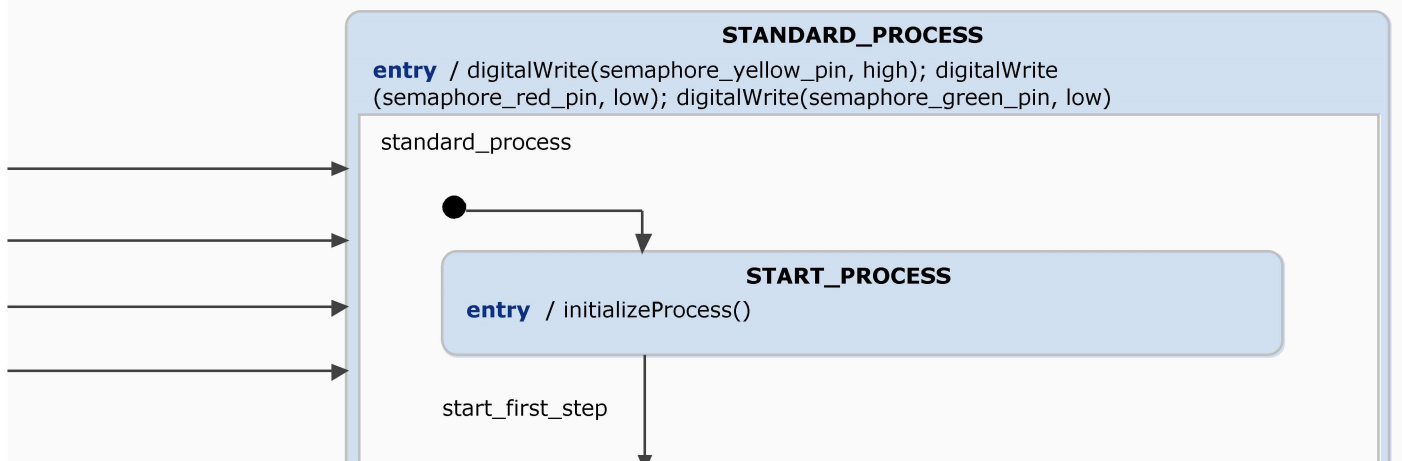 STANDARD_PROCESS
entry / digitalWrite(semaphore_yellow_pin, high); digitalWrite
(semaphore_red_pin, low); digitalWrite(semaphore_green_pin, low)
standard_process
START_PROCESS
entry / initializeProcess()
start_first_step